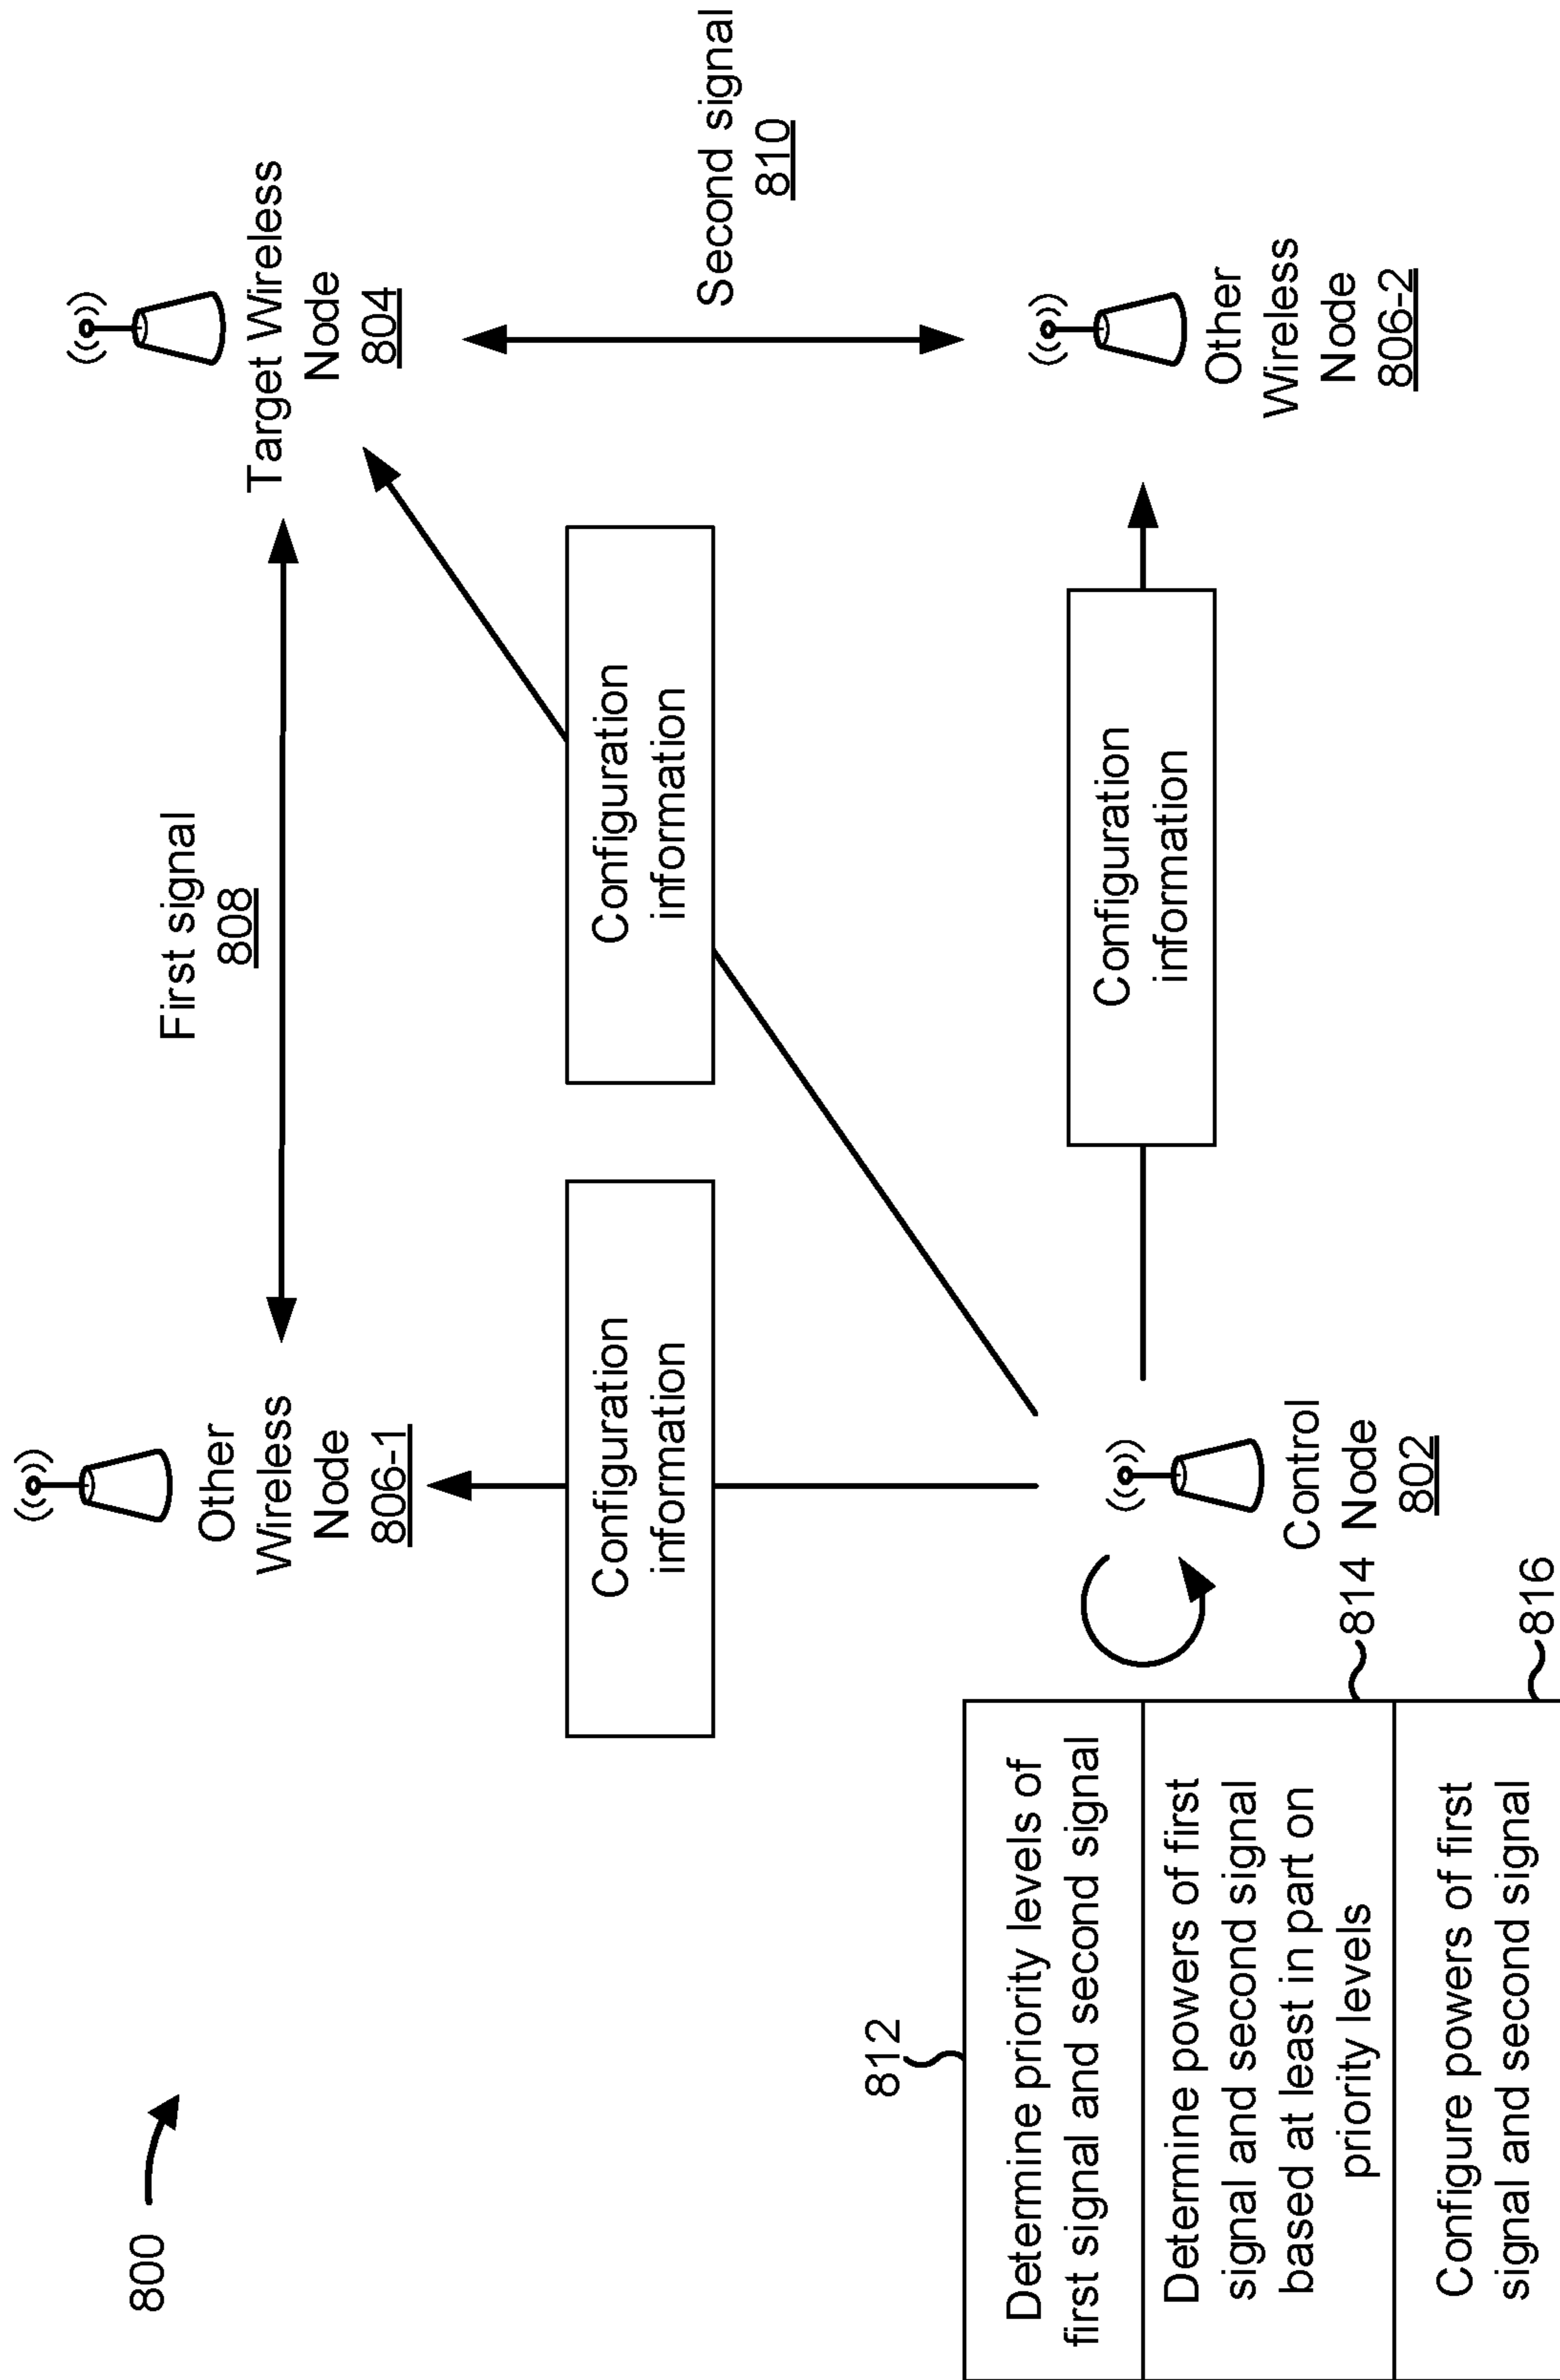 800
Other
Wireless
Node
806-1
First signal
808
Target Wireless
Node
804
Configuration
information
Configuration
information
Second signal
810
812
Determine priority levels of
first signal and second signal
Determine powers of first
signal and second signal
based at least in part on
priority levels
814
Configure powers of first
signal and second signal
816
Control
Node
802
Configuration
information
Other
Wireless
Node
806-2